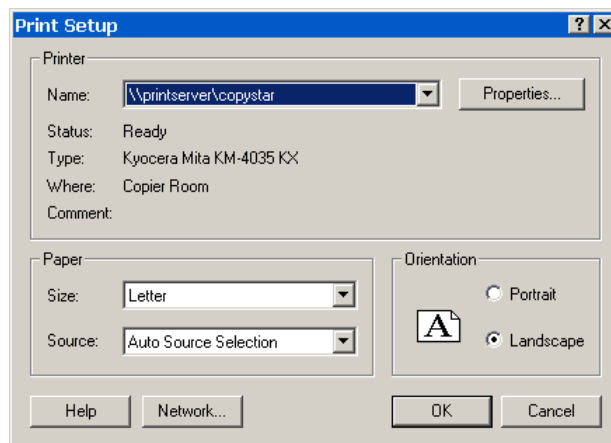 Print Setup
Printer
Name: \\printserver\copystar Properties...
Status: Ready
Type: Kyocera Mita KM-4035 KX
Where: Copier Room
Comment:
Paper
Size: Letter
Source: Auto Source Selection
Orientation
A
Portrait
Landscape
Help Network... OK Cancel